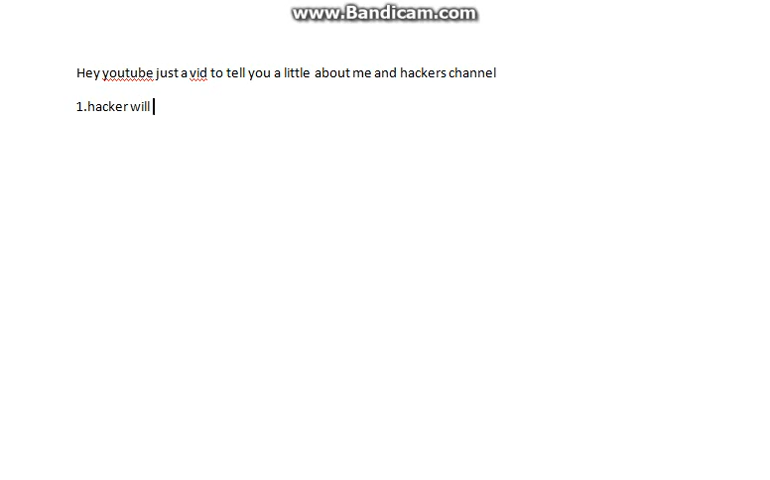 www.Bandicam.com
Hey youtube just a vid to tell you a little about me and hackers channel
1.hacker will